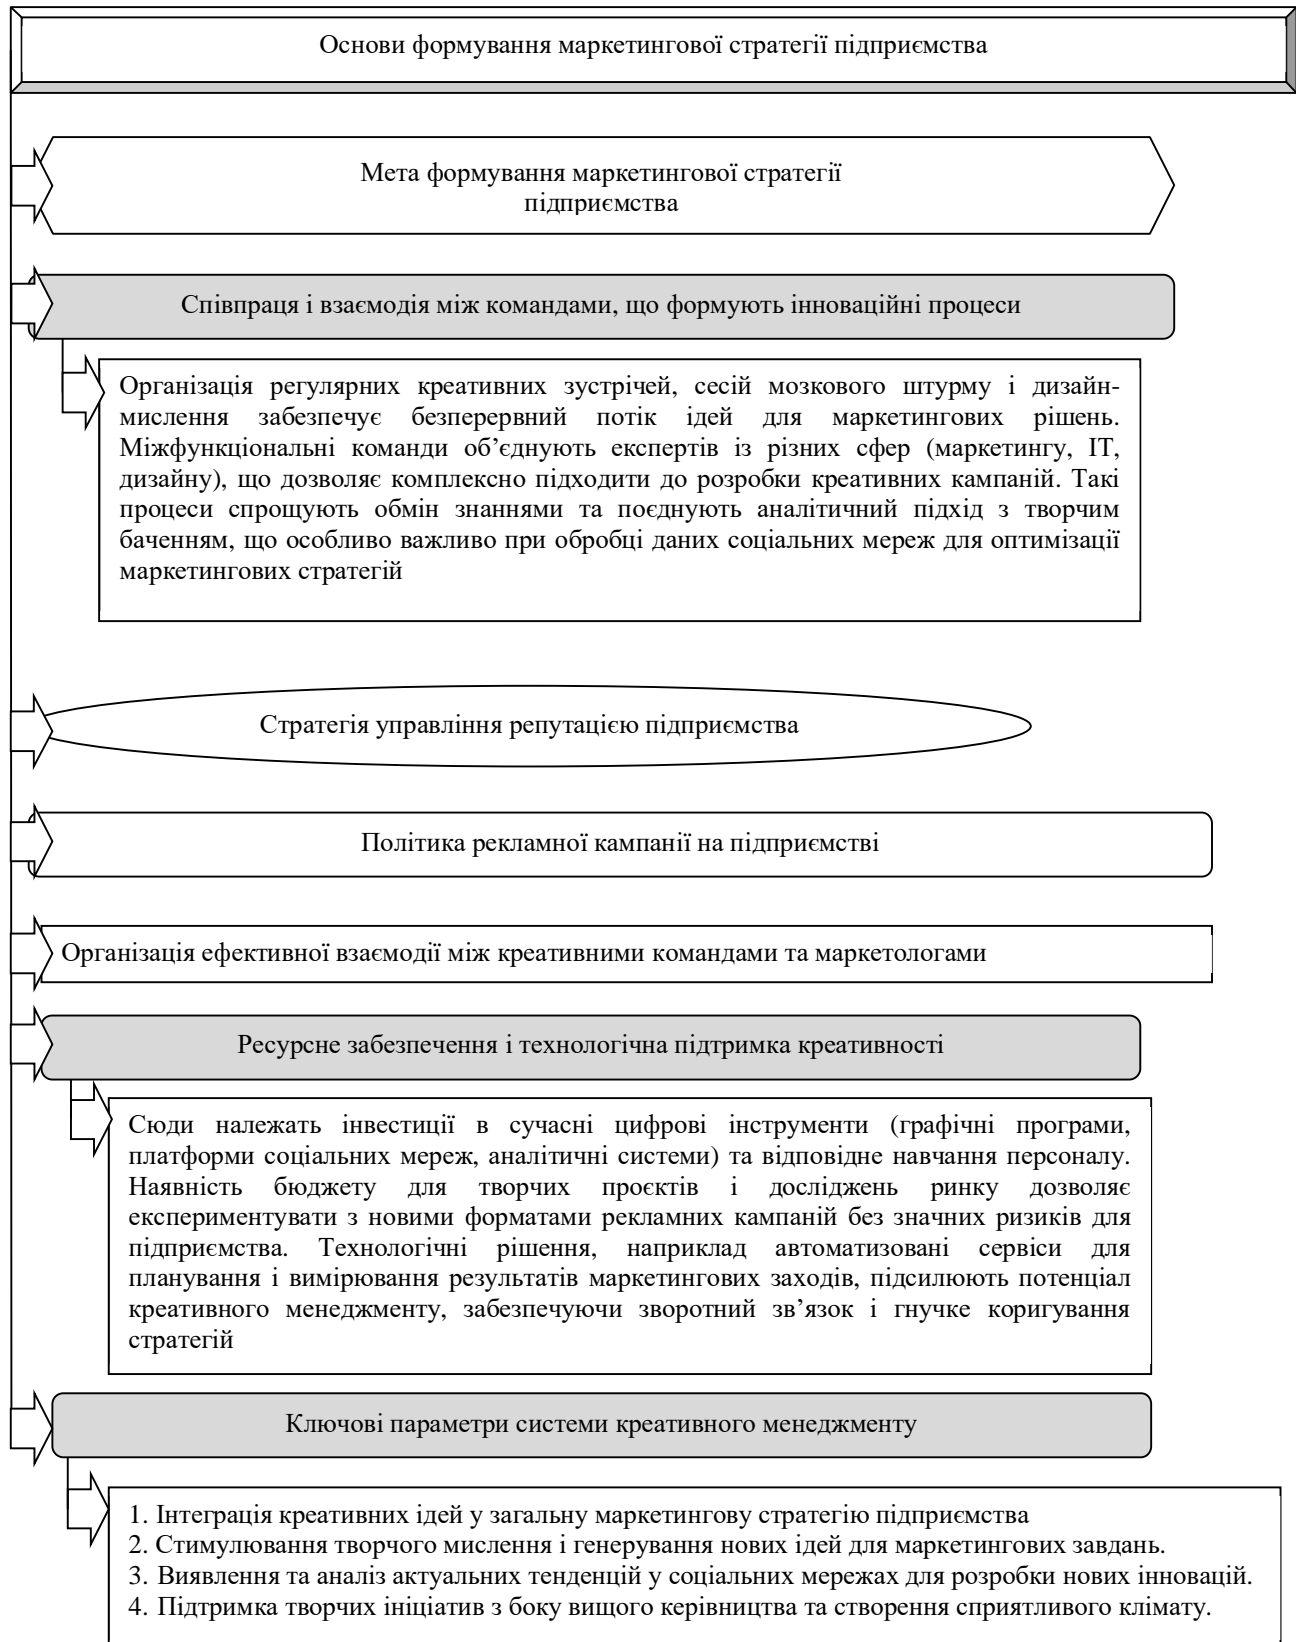 Основи формування маркетингової стратегії підприємства
Мета формування маркетингової стратегії
підприємства
Співпраця і взаємодія між командами, що формують інноваційні процеси
Організація регулярних креативних зустрічей, сесій мозкового штурму і дизайн-
мислення забезпечує безперервний потік ідей для маркетингових рішень.
Міжфункціональні команди об’єднують експертів із різних сфер (маркетингу, ІТ,
дизайну), що дозволяє комплексно підходити до розробки креативних кампаній. Такі
процеси спрощують обмін знаннями та поєднують аналітичний підхід з творчим
баченням, що особливо важливо при обробці даних соціальних мереж для оптимізації
маркетингових стратегій
Стратегія управління репутацією підприємства
Політика рекламної кампанії на підприємстві
Організація ефективної взаємодії між креативними командами та маркетологами
Ресурсне забезпечення і технологічна підтримка креативності
Сюди належать інвестиції в сучасні цифрові інструменти (графічні програми,
платформи соціальних мереж, аналітичні системи) та відповідне навчання персоналу.
Наявність бюджету для творчих проєктів і досліджень ринку дозволяє
експериментувати з новими форматами рекламних кампаній без значних ризиків для
підприємства. Технологічні рішення, наприклад автоматизовані сервіси для
планування і вимірювання результатів маркетингових заходів, підсилюють потенціал
креативного менеджменту, забезпечуючи зворотний зв’язок і гнучке коригування
стратегій
Ключові параметри системи креативного менеджменту
1. Інтеграція креативних ідей у загальну маркетингову стратегію підприємства
2. Стимулювання творчого мислення і генерування нових ідей для маркетингових завдань.
3. Виявлення та аналіз актуальних тенденцій у соціальних мережах для розробки нових інновацій.
4. Підтримка творчих ініціатив з боку вищого керівництва та створення сприятливого клімату.